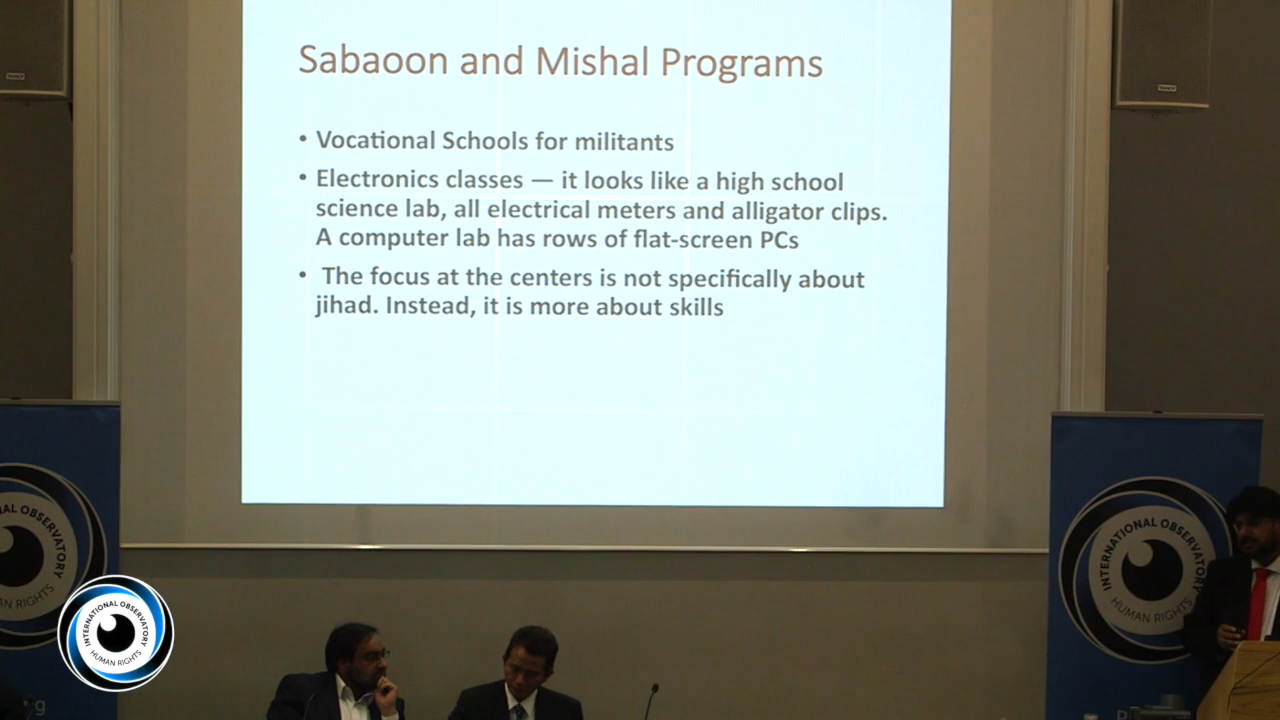 Sabaoon and Mishal Programs
• Vocational Schools for militants
• Electronics classes — it looks like a high school
science lab, all electrical meters and alligator clips.
A computer lab has rows of flat-screen PCs
• The focus at the centers is not specifically about
jihad. Instead, it is more about skills
AL OBSERVATORY
AN RIGHTS
INTERNATIONAL OBSERVATORY
HUMAN RIGHTS
INTERNATIONAL OBSERVATORY
HUMAN RIGHTS